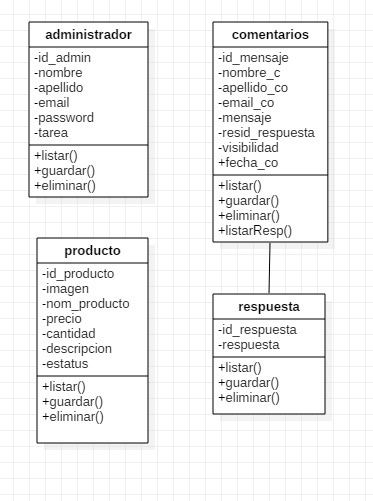 administrador
-id_admin
-nombre
-apellido
-email
-password
-tarea
+listar()
+guardar()
+eliminar()
comentarios
-id_mensaje
-nombre_c
-apellido_co
-email_co
-mensaje
-resid_respuesta
-visibilidad
+fecha_co
+listar()
+guardar()
+eliminar()
+listarResp()
producto
-id_producto
-imagen
-nom_producto
-precio
-cantidad
-descripcion
-estatus
+listar()
+guardar()
+eliminar()
respuesta
-id_respuesta
-respuesta
+listar()
+guardar()
+eliminar()